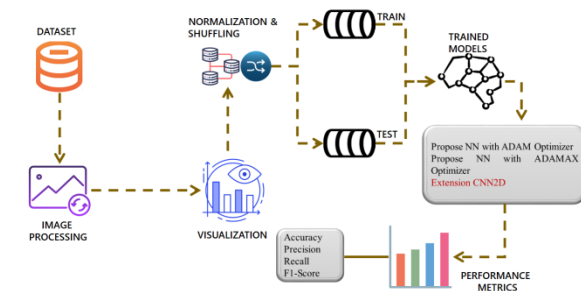 DATASET
NORMALIZATION &
SHUFFLING
TRAIN
TRAINED
MODELS
TEST
Propose NN with ADAM Optimizer
Propose NN with ADAMAX
Optimizer
Extension CNN2D
IMAGE
PROCESSING
VISUALIZATION
Accuracy
Precision
Recall
F1-Score
PERFORMANCE
METRICS